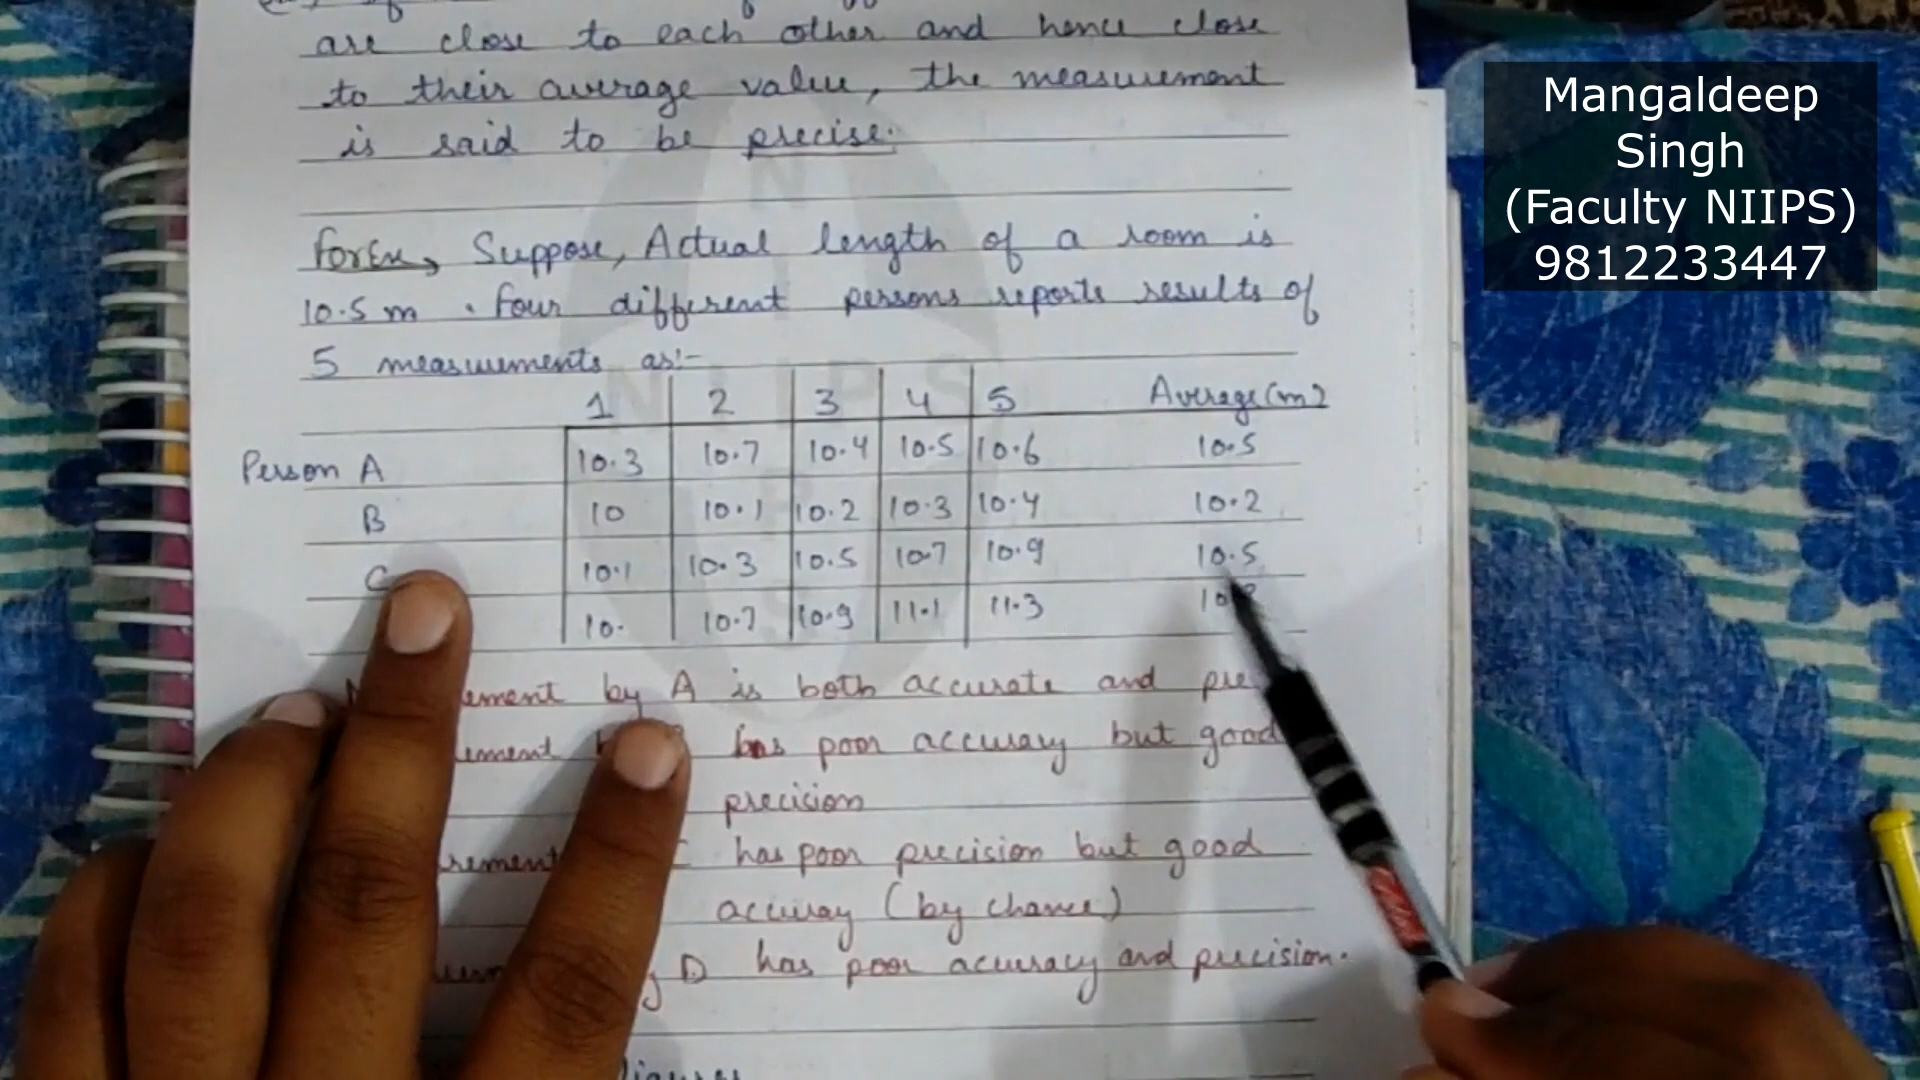 are close to each other and hence close
to their average value, the measurement
is said to be precise.
For Ex, Suppose, Actual length of a room is
10.5 m. Four different persons reports results of
5 measurements as:-
1 2 3 4 5 Average (m)
Person A 10.3 10.7 10.4 10.5 10.6 10.5
B 10 10.1 10.2 10.3 10.4 10.2
C 10.1 10.3 10.5 10.7 10.9 10.5
10. 10.7 10.9 11.1 11.3
ement by A is both accurate and pre
ement has poor accuracy but good
precision
rement has poor precision but good
accuracy (by chance)
D has poor accuracy and precision.
NIIPS
Mangaldeep
Singh
(Faculty NIIPS)
9812233447